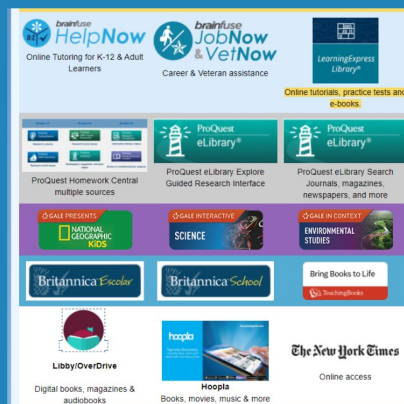 brainfuse
HelpNow
Online Tutoring for K-12 & Adult
Learners
brainfuse
JobNow
& VetNow
Career & Veteran assistance
LearningExpress
Library®
Online tutorials, practice tests and
e-books.
ProQuest Homework Central
multiple sources
ProQuest
eLibrary®
ProQuest eLibrary Explore
Guided Research Interface
ProQuest
eLibrary®
ProQuest eLibrary Search
Journals, magazines,
newspapers, and more
GALE PRESENTS
NATIONAL
GEOGRAPHIC
KiDS
GALE INTERACTIVE
SCIENCE
GALE IN CONTEXT
ENVIRONMENTAL
STUDIES
Britannica Escolar
Britannica School
Bring Books to Life
TeachingBooks
Libby/OverDrive
Digital books, magazines &
audiobooks
hoopla
Hoopla
Books, movies, music & more
The New York Times
Online access